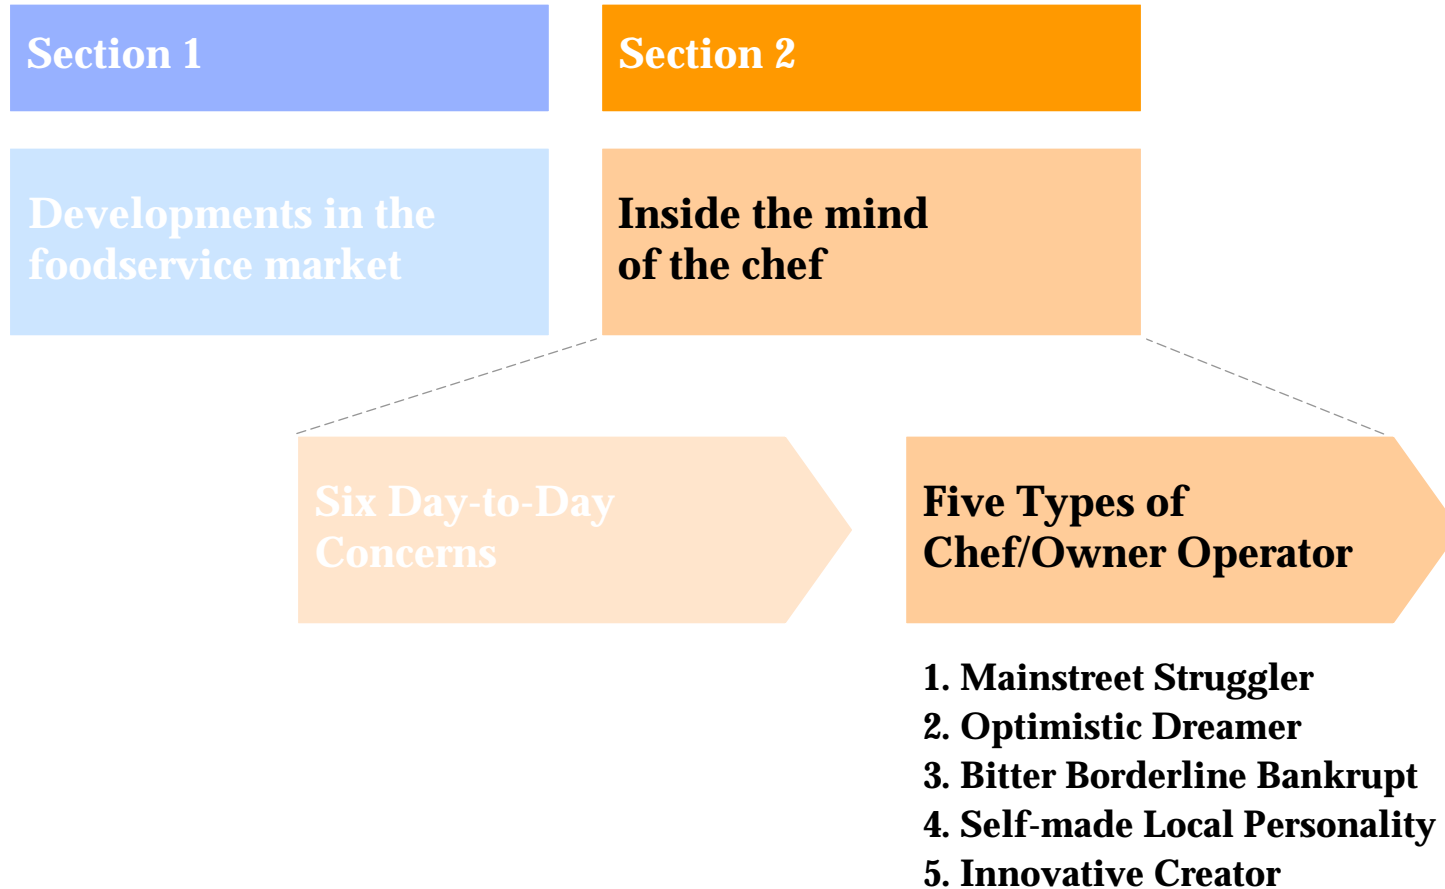 Section 1
Section 2
Developments in the
foodservice market
Inside the mind
of the chef
Six Day-to-Day
Concerns
Five Types of
Chef/Owner Operator
1. Mainstreet Struggler
2. Optimistic Dreamer
3. Bitter Borderline Bankrupt
4. Self-made Local Personality
5. Innovative Creator